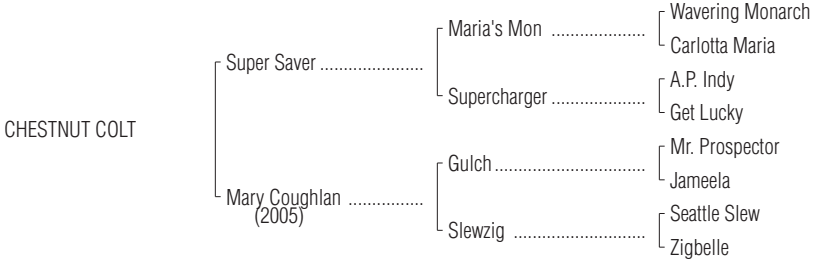 Wavering Monarch
Maria's Mon ....................
Carlotta Maria
Super Saver ......................
A.P. Indy
Supercharger ....................
Get Lucky
CHESTNUT COLT
Mr. Prospector
Gulch................................
Jameela
Mary Coughlan ................
(2005)
Seattle Slew
Slewzig ............................
Zigbelle